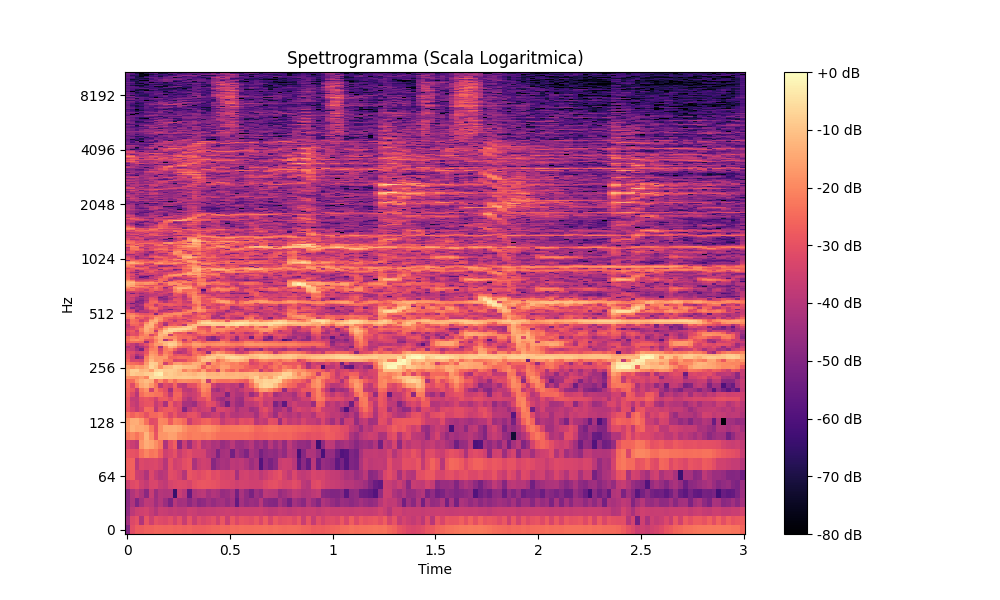 Spettrogramma (Scala Logaritmica)
Hz
8192
4096
2048
1024
512
256
128
64
0
0 0.5 1 1.5 2 2.5 3
Time
+0 dB
-10 dB
-20 dB
-30 dB
-40 dB
-50 dB
-60 dB
-70 dB
-80 dB